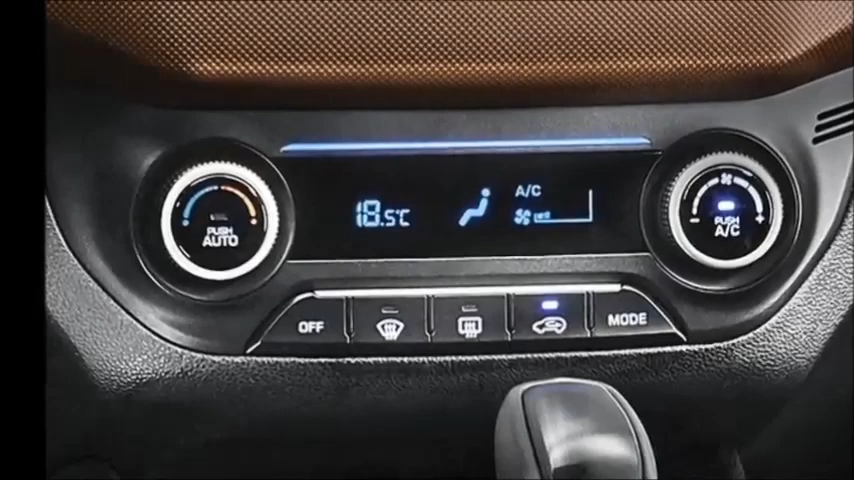 18.5°C
A/C
PUSH
AUTO
PUSH
A/C
- +
OFF
MODE